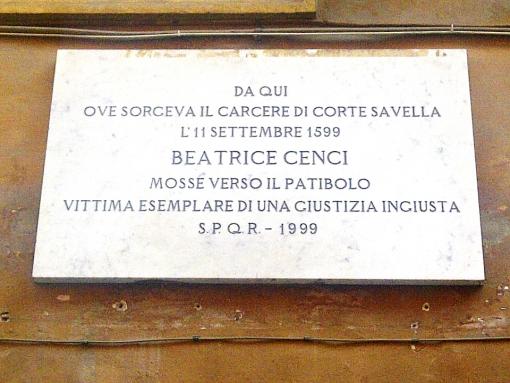 DA QUI
OVE SORGEVA IL CARCERE DI CORTE SAVELLA
L'11 SETTEMBRE 1599
BEATRICE CENCI
MOSSE VERSO IL PATIBOLO
VITTIMA ESEMPLARE DI UNA GIUSTIZIA INGIUSTA
S.P.Q.R. - 1999